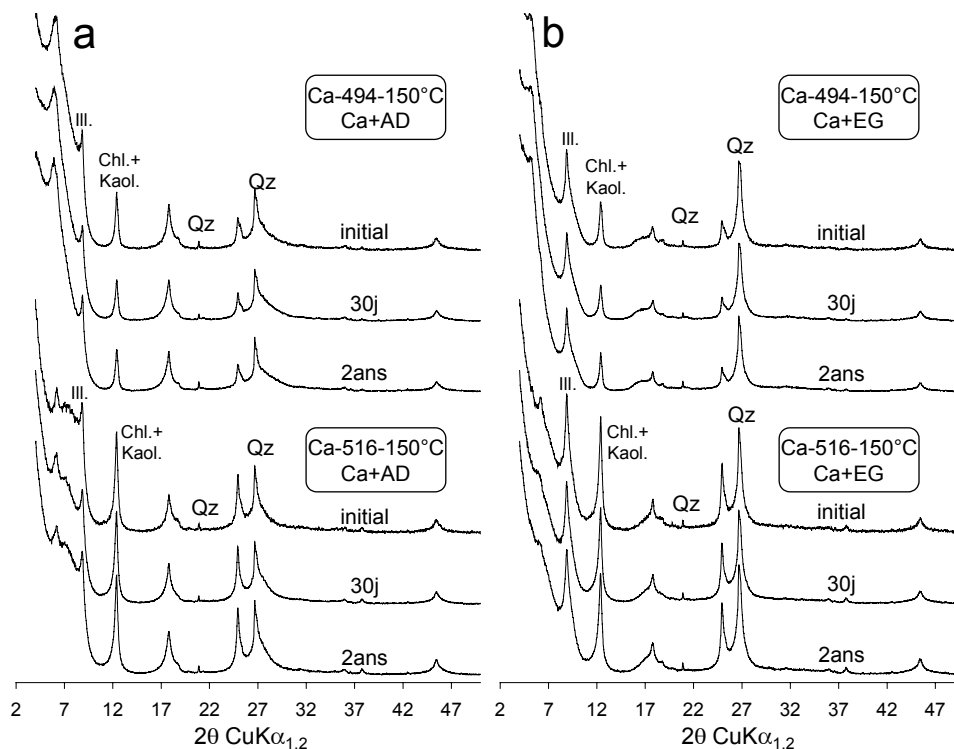 a
Ca-494-150°C
Ca+AD
Ill.
Chl.+
Kaol.
Qz
Qz
initial
30j
2ans
Ill.
Chl.+
Kaol.
Ca-516-150°C
Ca+AD
Qz
initial
30j
2ans
2 7 12 17 22 27 32 37 42 47
2θ CuKα1,2
b
Ca-494-150°C
Ca+EG
Ill.
Chl.+
Kaol.
Qz
Qz
initial
30j
2ans
Ill.
Chl.+
Kaol.
Qz
Ca-516-150°C
Ca+EG
Qz
initial
30j
2ans
2 7 12 17 22 27 32 37 42 47
2θ CuKα1,2